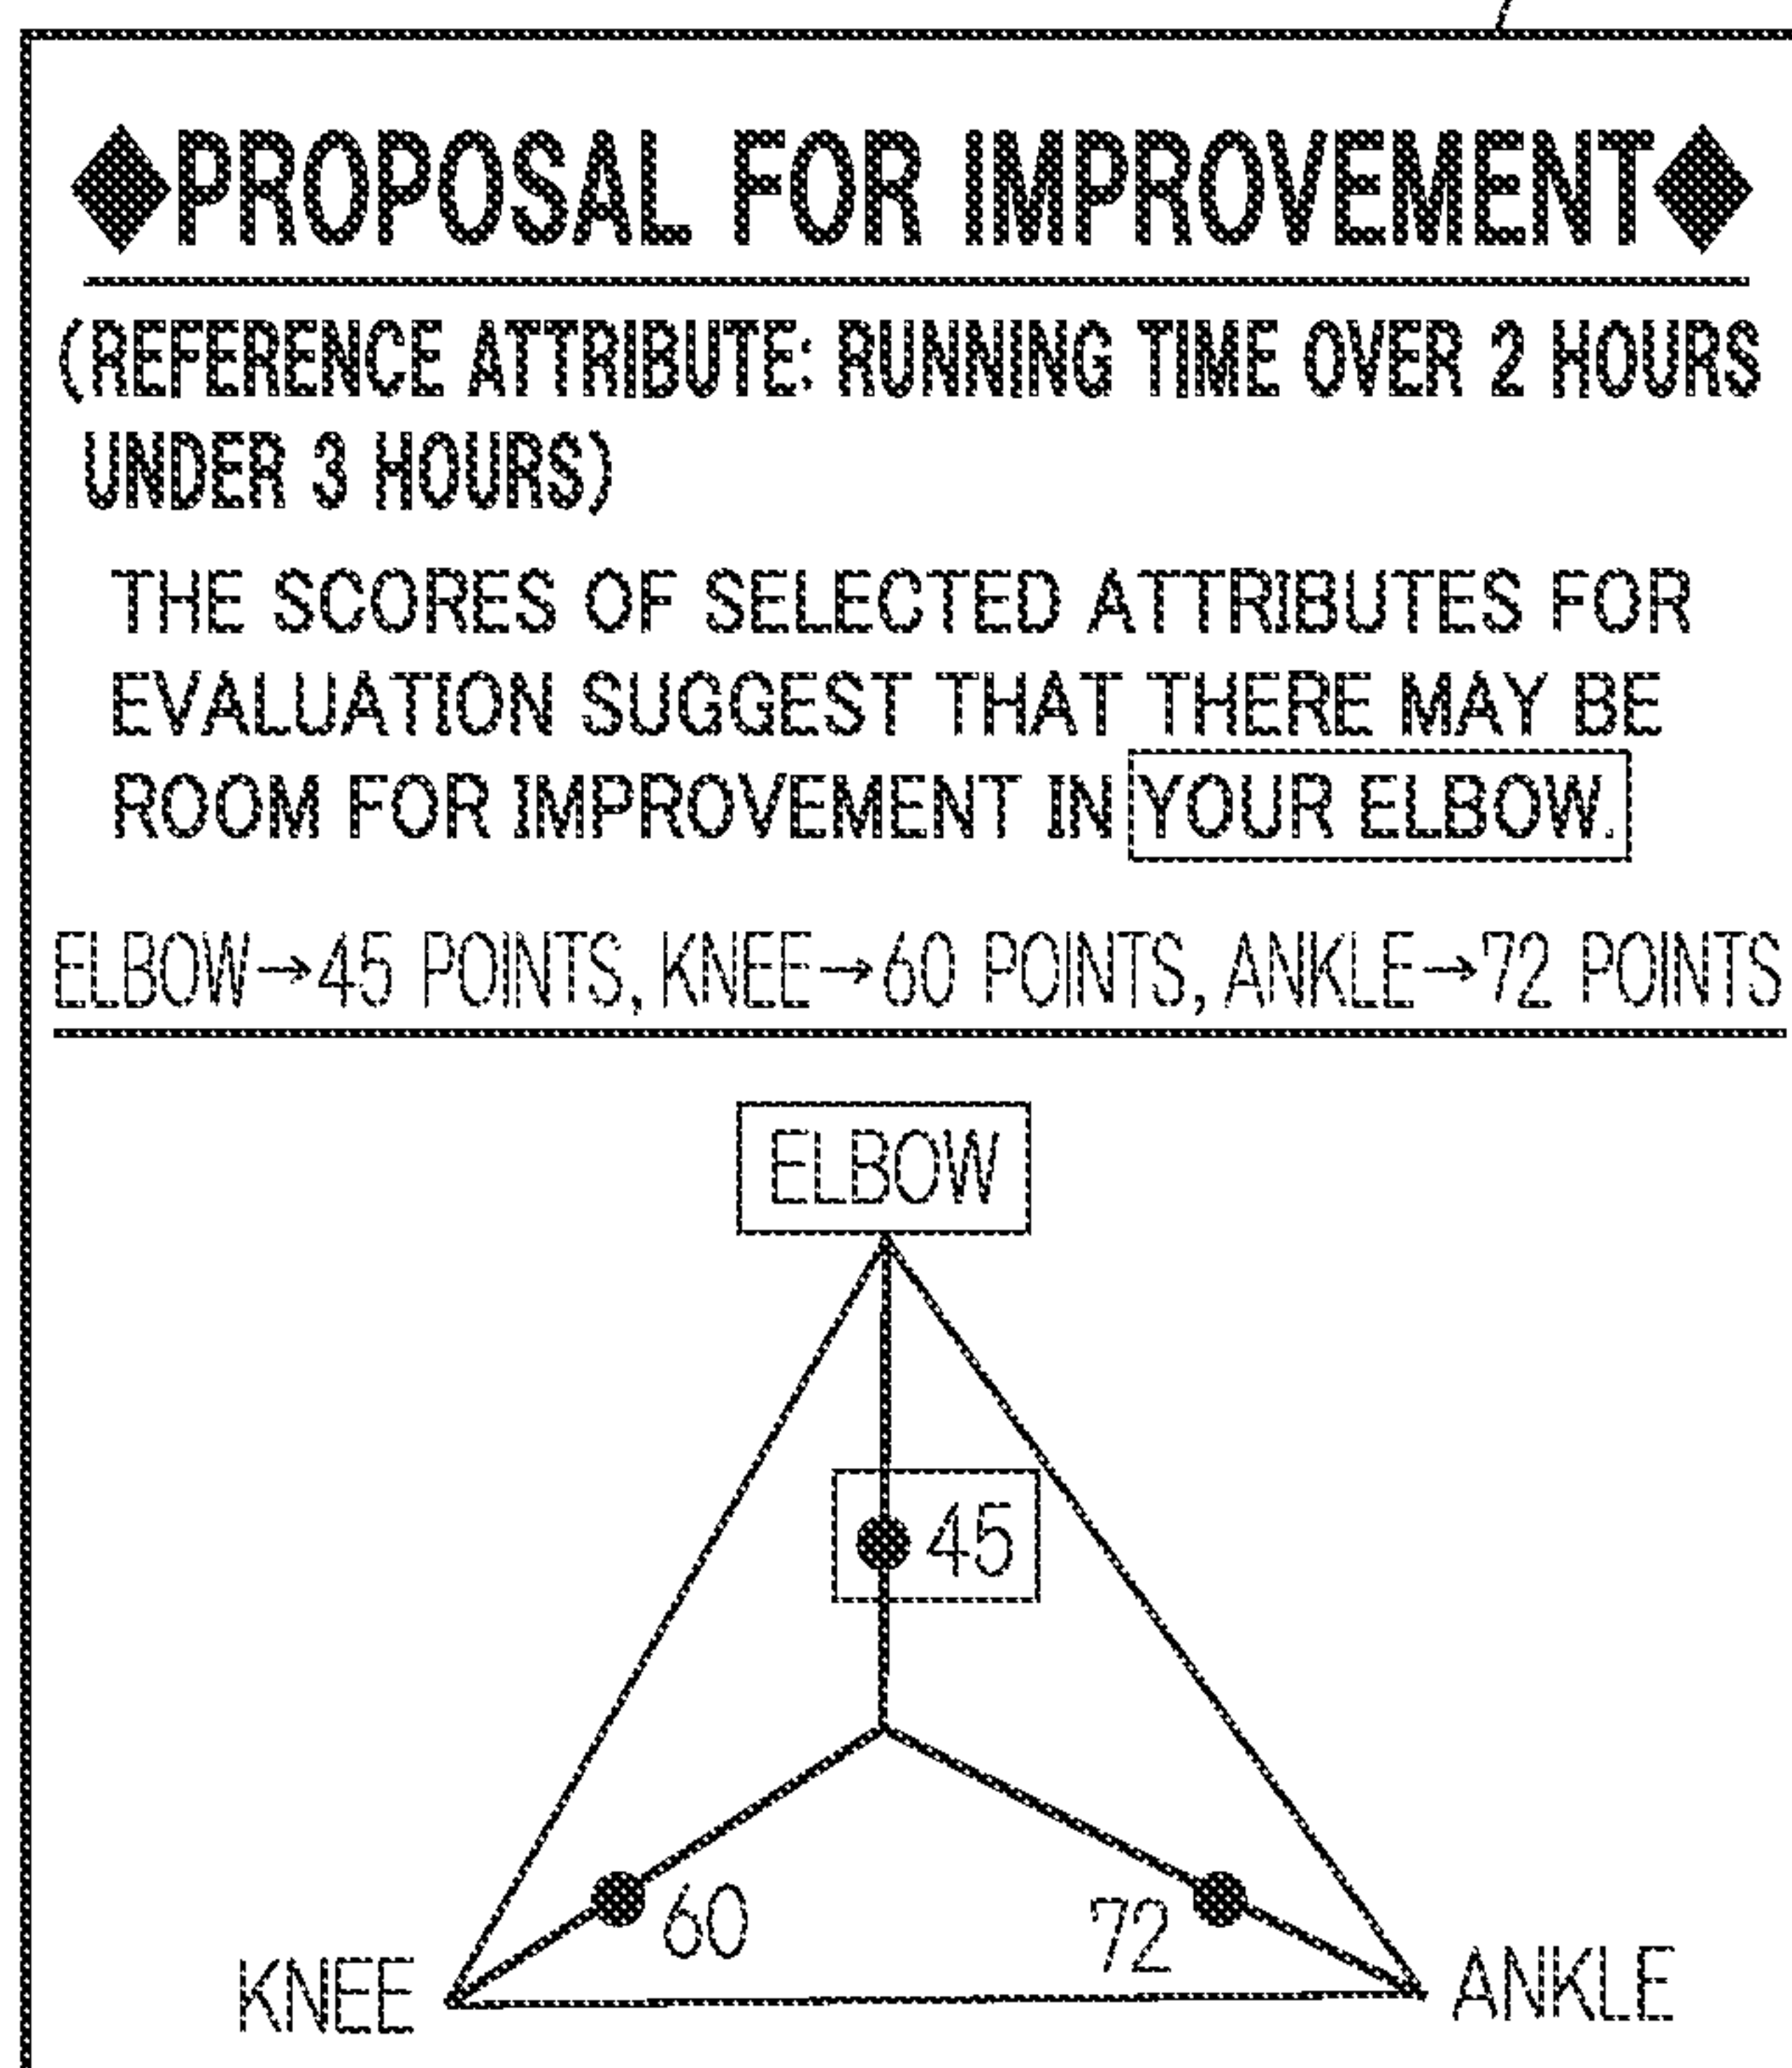 ◆PROPOSAL FOR IMPROVEMENT◆
(REFERENCE ATTRIBUTE: RUNNING TIME OVER 2 HOURS
UNDER 3 HOURS)
THE SCORES OF SELECTED ATTRIBUTES FOR
EVALUATION SUGGEST THAT THERE MAY BE
ROOM FOR IMPROVEMENT IN YOUR ELBOW.
ELBOW→45 POINTS, KNEE→60 POINTS, ANKLE→72 POINTS
ELBOW
45
60
72
KNEE
ANKLE